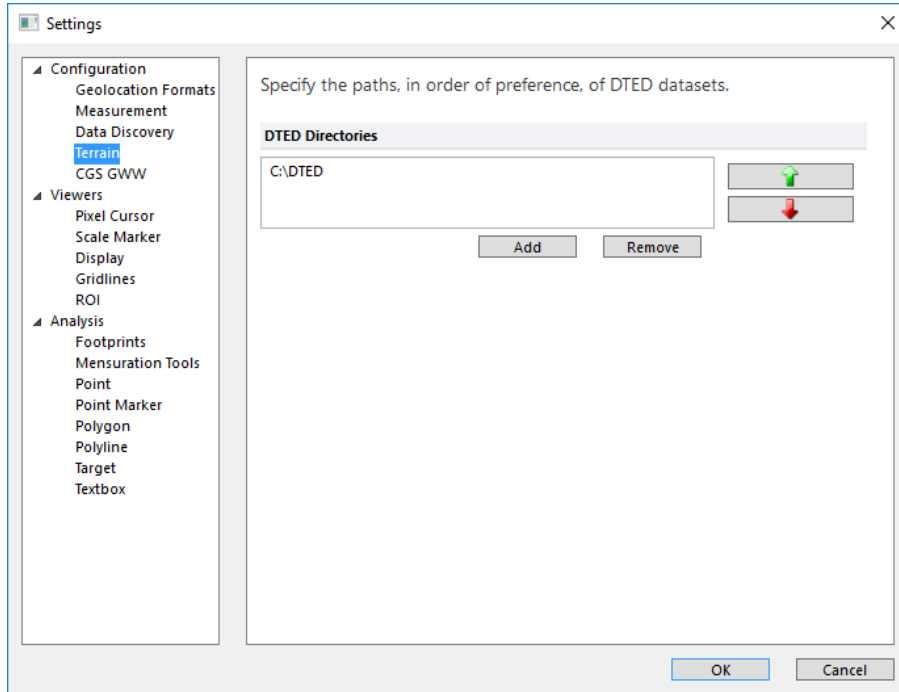 Settings
Configuration
Geolocation Formats
Measurement
Data Discovery
Terrain
CGS GWW
Viewers
Pixel Cursor
Scale Marker
Display
Gridlines
ROI
Analysis
Footprints
Mensuration Tools
Point
Point Marker
Polygon
Polyline
Target
Textbox
Specify the paths, in order of preference, of DTED datasets.
DTED Directories
C:\DTED
Add
Remove
OK
Cancel